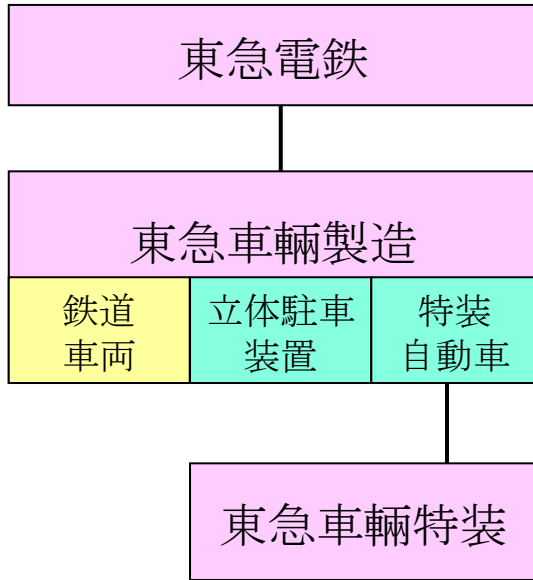 東急電鉄
東急車輛製造
鉄道
車両
立体駐車
装置
特装
自動車
東急車輛特装